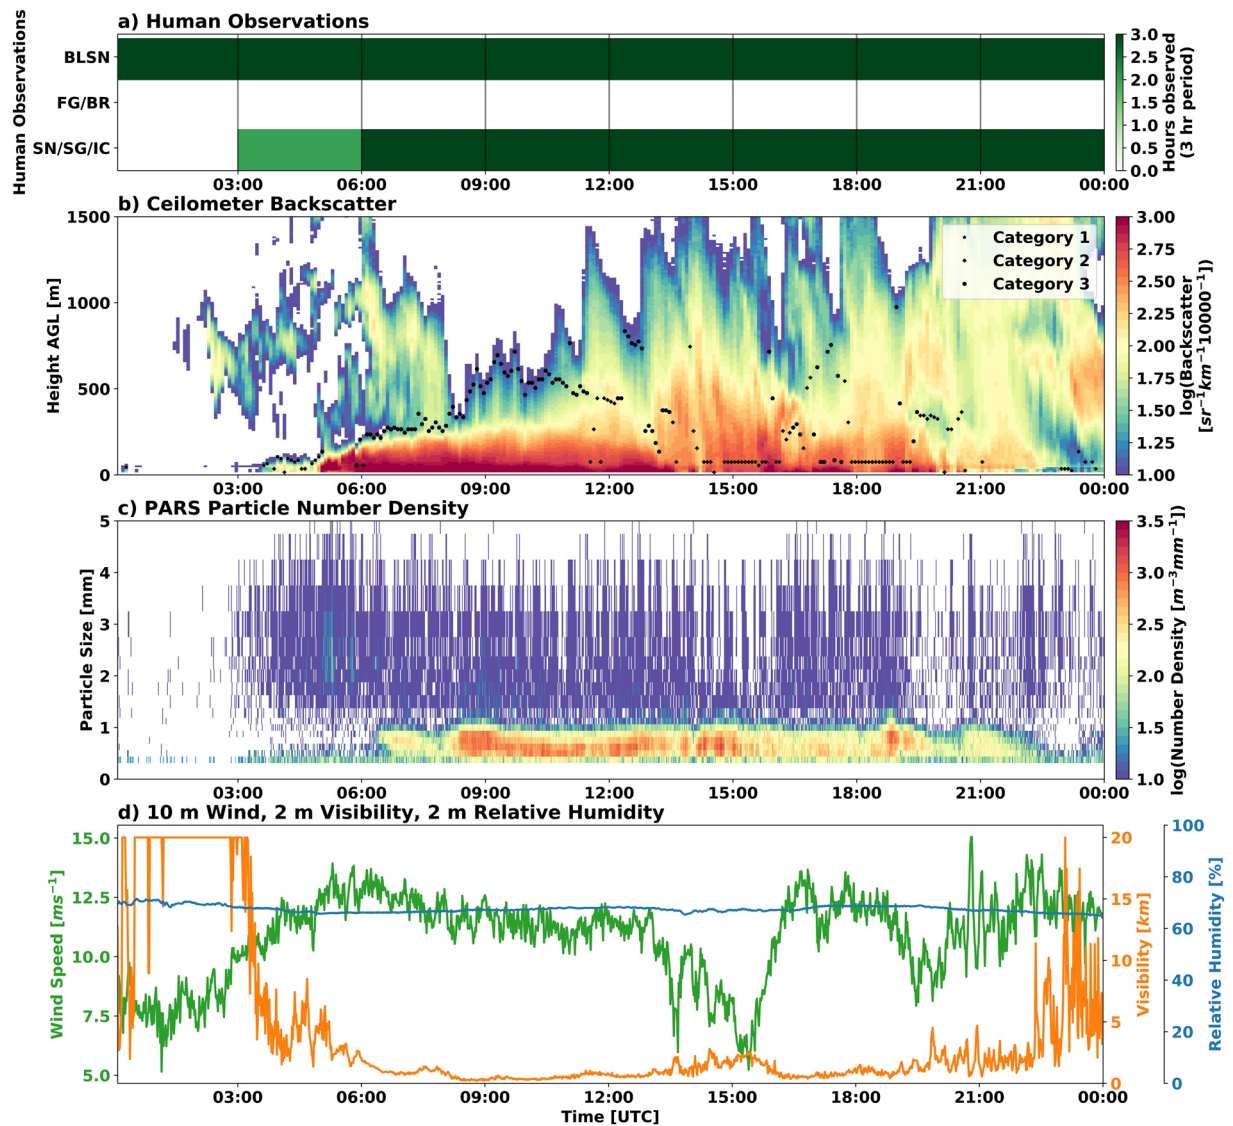 a) Human Observations
Human Observations
BLSN
FG/BR
SN/SG/IC
03:00 06:00 09:00 12:00 15:00 18:00 21:00 00:00
3.0
2.5
2.0
1.5
1.0
0.5
0.0
Hours observed
(3 hr period)
b) Ceilometer Backscatter
Height AGL [m]
1500
1000
500
0
Category 1
Category 2
Category 3
03:00 06:00 09:00 12:00 15:00 18:00 21:00 00:00
3.00
2.75
2.50
2.25
2.00
1.75
1.50
1.25
1.00
log(Backscatter
[sr⁻¹km⁻¹10000⁻¹])
c) PARS Particle Number Density
Particle Size [mm]
5
4
3
2
1
0
03:00 06:00 09:00 12:00 15:00 18:00 21:00 00:00
3.5
3.0
2.5
2.0
1.5
1.0
log(Number Density [m⁻³mm⁻¹])
d) 10 m Wind, 2 m Visibility, 2 m Relative Humidity
Wind Speed [ms⁻¹]
15.0
12.5
10.0
7.5
5.0
20
15
10
5
0
Visibility [km]
100
80
60
40
20
0
Relative Humidity [%]
03:00 06:00 09:00 12:00 15:00 18:00 21:00 00:00
Time [UTC]